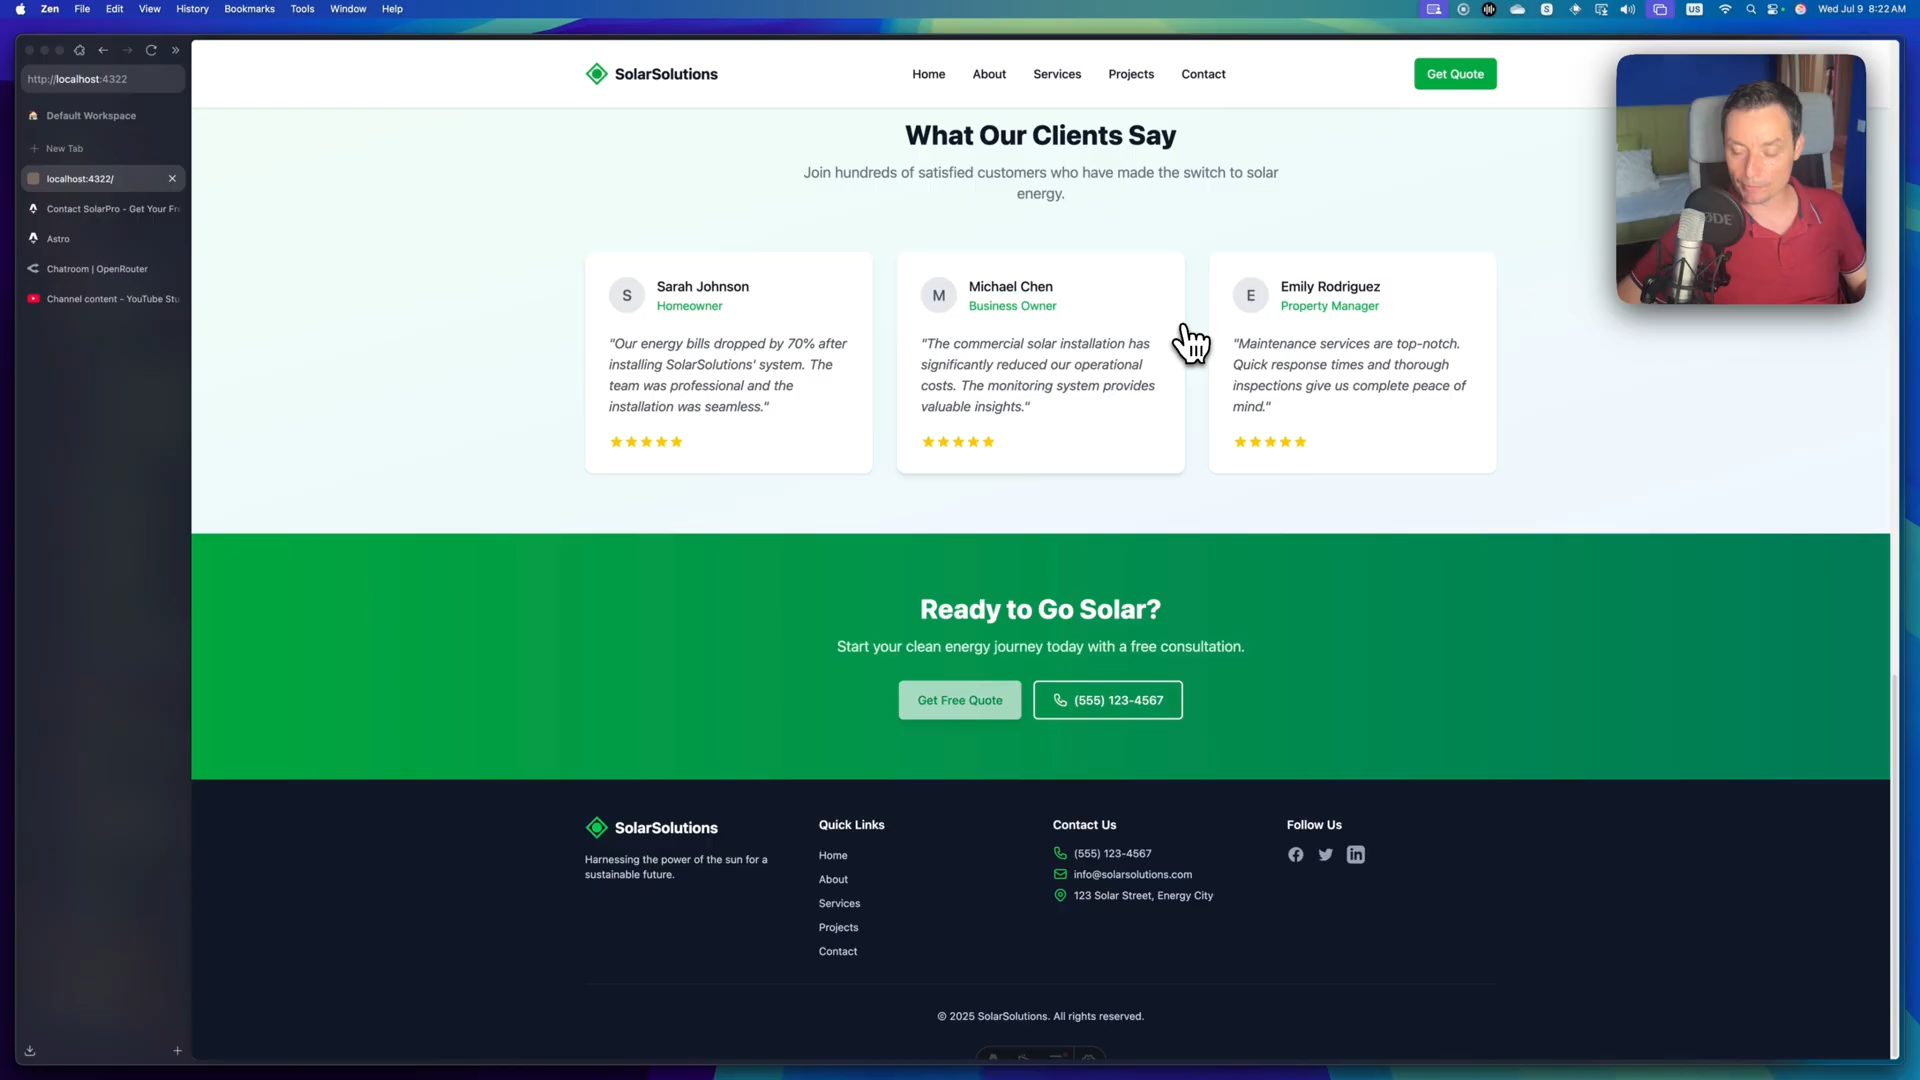 Zen File Edit View History Bookmarks Tools Window Help
US Wed Jul 9 8:22 AM
http://localhost:4322
Default Workspace
New Tab
localhost:4322/
Contact SolarPro - Get Your Fr
Astro
Chatroom | OpenRouter
Channel content - YouTube Stu
SolarSolutions
Home About Services Projects Contact
Get Quote
What Our Clients Say
Join hundreds of satisfied customers who have made the switch to solar
energy.
S
Sarah Johnson
Homeowner
"Our energy bills dropped by 70% after
installing SolarSolutions' system. The
team was professional and the
installation was seamless."
M
Michael Chen
Business Owner
"The commercial solar installation has
significantly reduced our operational
costs. The monitoring system provides
valuable insights."
E
Emily Rodriguez
Property Manager
"Maintenance services are top-notch.
Quick response times and thorough
inspections give us complete peace of
mind."
Ready to Go Solar?
Start your clean energy journey today with a free consultation.
Get Free Quote
(555) 123-4567
SolarSolutions
Harnessing the power of the sun for a
sustainable future.
Quick Links
Home
About
Services
Projects
Contact
Contact Us
(555) 123-4567
info@solarsolutions.com
123 Solar Street, Energy City
Follow Us
in
© 2025 SolarSolutions. All rights reserved.